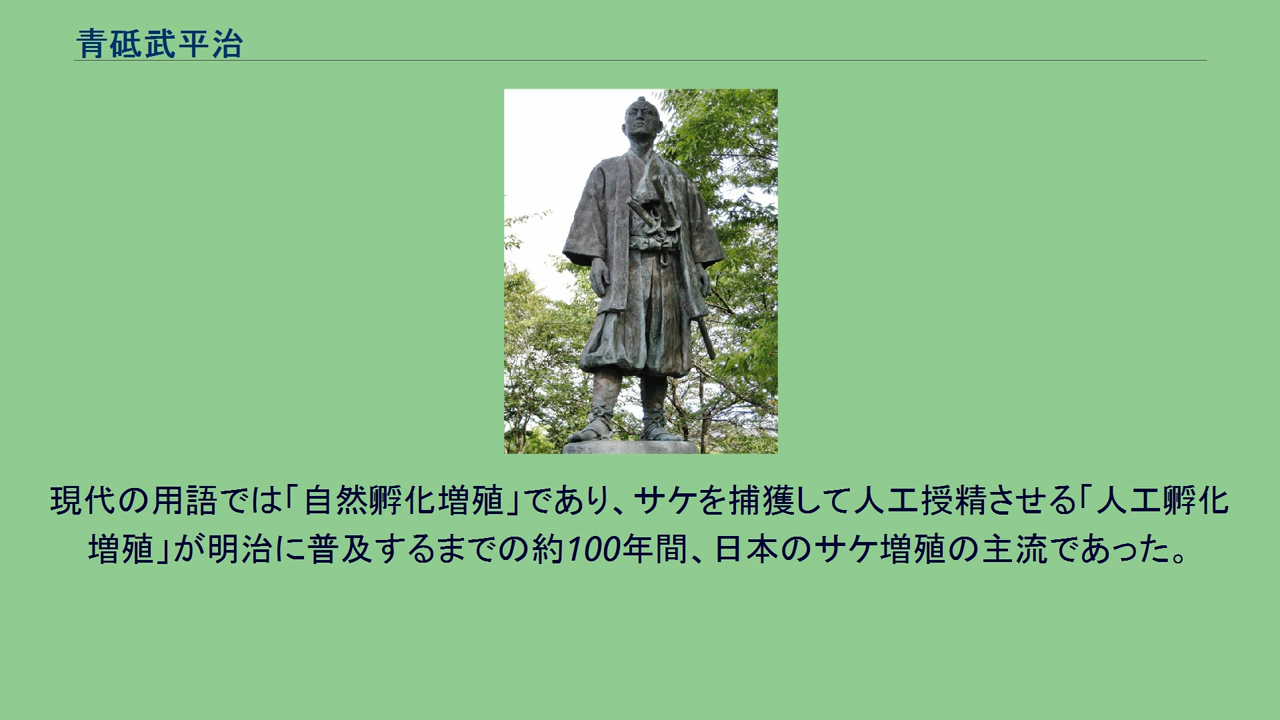 青砥武平治
現代の用語では「自然孵化増殖」であり、サケを捕獲して人工授精させる「人工孵化
増殖」が明治に普及するまでの約100年間、日本のサケ増殖の主流であった。